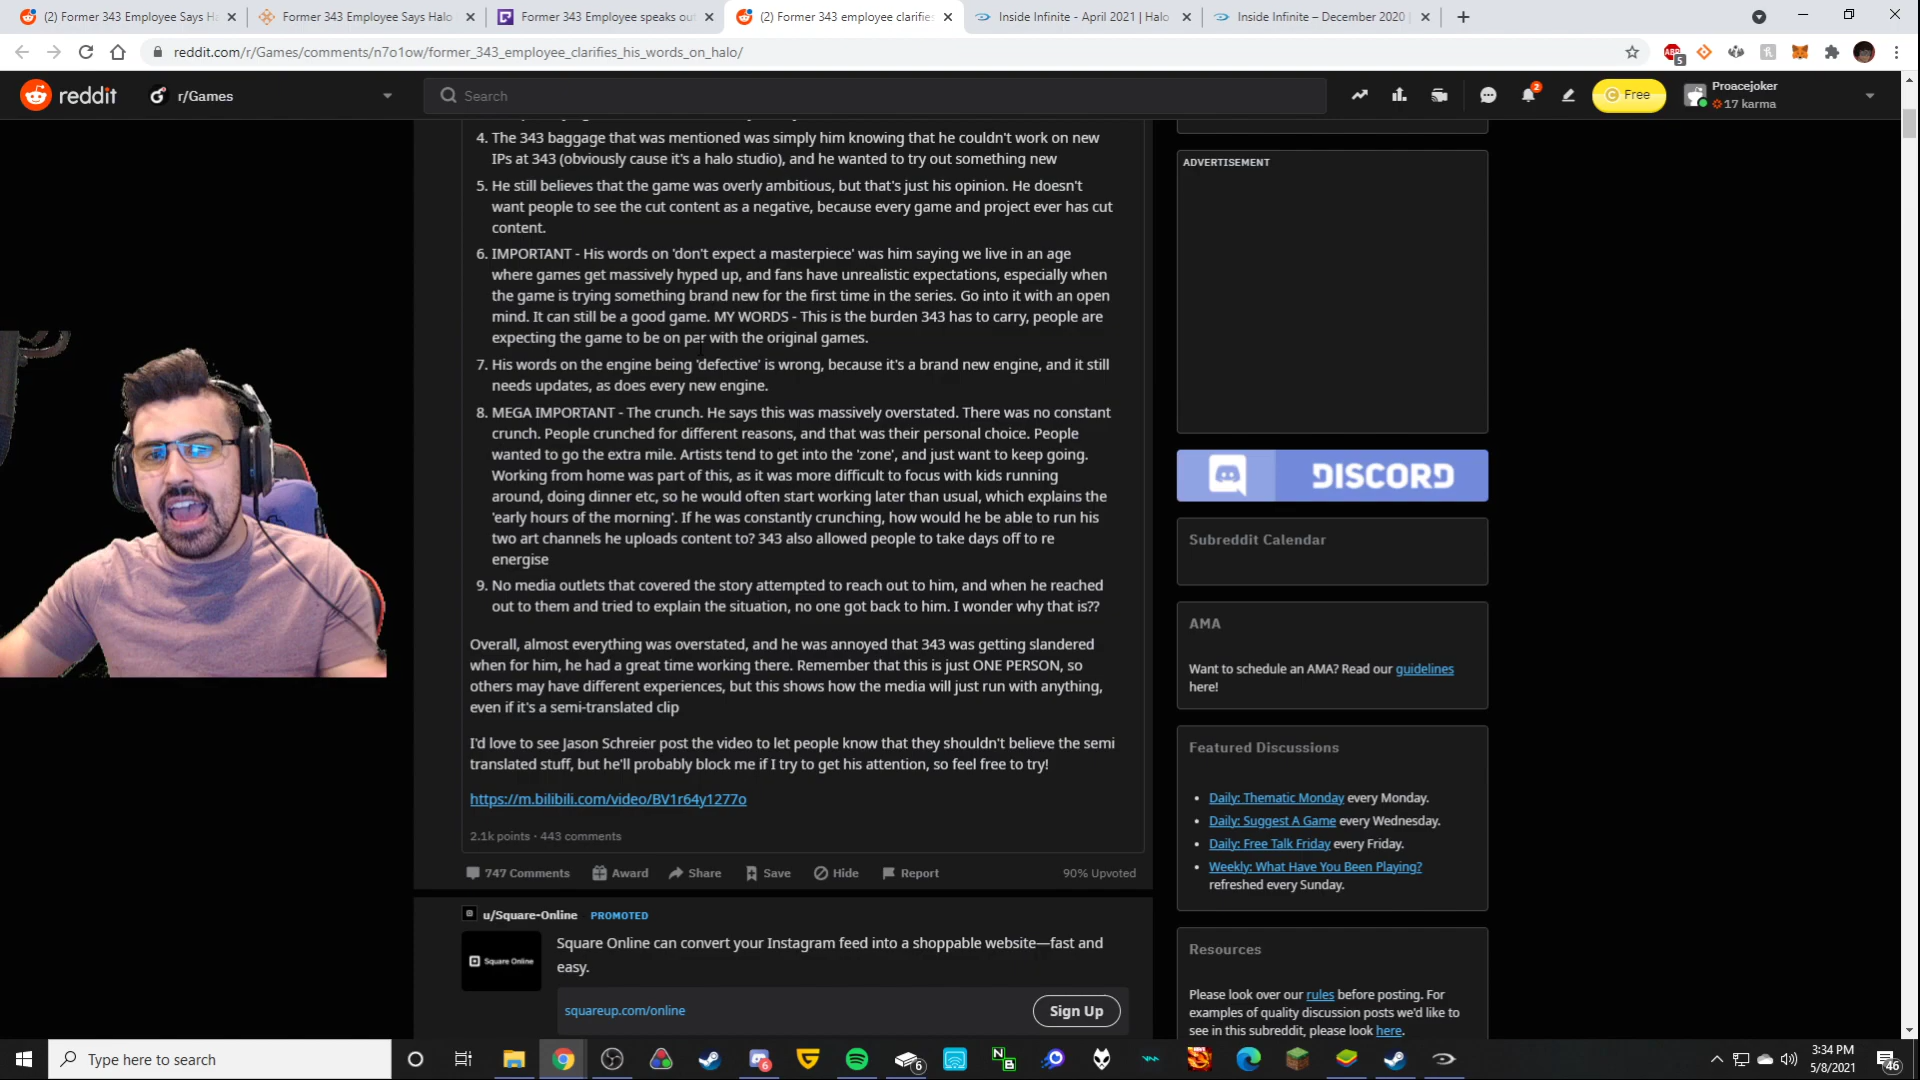 (2) Former 343 Employee Says Ha
Former 343 Employee Says Halo
Former 343 Employee speaks ou
(2) Former 343 employee clarifies
Inside Infinite - April 2021 | Halo
Inside Infinite – December 2020 |
reddit.com/r/Games/comments/n7o1ow/former_343_employee_clarifies_his_words_on_halo/
5
reddit
r/Games
Search
2
Free
Proacejoker
17 karma
4. The 343 baggage that was mentioned was simply him knowing that he couldn't work on new
IPs at 343 (obviously cause it's a halo studio), and he wanted to try out something new
5. He still believes that the game was overly ambitious, but that's just his opinion. He doesn't
want people to see the cut content as a negative, because every game and project ever has cut
content.
6. IMPORTANT - His words on 'don't expect a masterpiece' was him saying we live in an age
where games get massively hyped up, and fans have unrealistic expectations, especially when
the game is trying something brand new for the first time in the series. Go into it with an open
mind. It can still be a good game. MY WORDS - This is the burden 343 has to carry, people are
expecting the game to be on par with the original games.
7. His words on the engine being 'defective' is wrong, because it's a brand new engine, and it still
needs updates, as does every new engine.
8. MEGA IMPORTANT - The crunch. He says this was massively overstated. There was no constant
crunch. People crunched for different reasons, and that was their personal choice. People
wanted to go the extra mile. Artists tend to get into the 'zone', and just want to keep going.
Working from home was part of this, as it was more difficult to focus with kids running
around, doing dinner etc, so he would often start working later than usual, which explains the
'early hours of the morning'. If he was constantly crunching, how would he be able to run his
two art channels he uploads content to? 343 also allowed people to take days off to re
energise
9. No media outlets that covered the story attempted to reach out to him, and when he reached
out to them and tried to explain the situation, no one got back to him. I wonder why that is??
Overall, almost everything was overstated, and he was annoyed that 343 was getting slandered
when for him, he had a great time working there. Remember that this is just ONE PERSON, so
others may have different experiences, but this shows how the media will just run with anything,
even if it's a semi-translated clip
I'd love to see Jason Schreier post the video to let people know that they shouldn't believe the semi
translated stuff, but he'll probably block me if I try to get his attention, so feel free to try!
https://m.bilibili.com/video/BV1r64y1277o
2.1k points · 443 comments
747 Comments Award Share Save Hide Report 90% Upvoted
u/Square-Online PROMOTED
Square Online can convert your Instagram feed into a shoppable website—fast and
easy.
Square Online
squareup.com/online
Sign Up
ADVERTISEMENT
DISCORD
Subreddit Calendar
AMA
Want to schedule an AMA? Read our guidelines
here!
Featured Discussions
• Daily: Thematic Monday every Monday.
• Daily: Suggest A Game every Wednesday.
• Daily: Free Talk Friday every Friday.
• Weekly: What Have You Been Playing?
refreshed every Sunday.
Resources
Please look over our rules before posting. For
examples of quality discussion posts we'd like to
see in this subreddit, please look here.
Type here to search
6
6
N
B
3:34 PM
5/8/2021
46